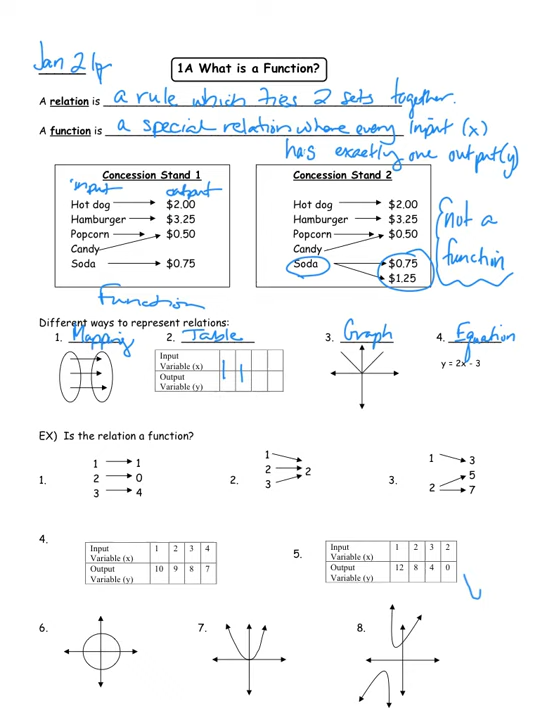 Jan 21
1A What is a Function?
A relation is a rule which ties 2 sets together.
A function is a special relation where every input (x)
has exactly one output (y)
Concession Stand 1
input output
Hot dog $2.00
Hamburger $3.25
Popcorn $0.50
Candy
Soda $0.75
Function
Concession Stand 2
Hot dog $2.00
Hamburger $3.25
Popcorn $0.50
Candy
Soda $0.75
$1.25
not a
function
Different ways to represent relations:
1. Mapping 2. Table 3. Graph 4. Equation
Input
Variable (x)
Output
Variable (y)
y = 2x - 3
EX) Is the relation a function?
1.
1 1
2 0
3 4
2.
1
2 2
3
3.
1 3
5
2 7
4.
Input
Variable (x) 1 2 3 4
Output
Variable (y) 10 9 8 7
5.
Input
Variable (x) 1 2 3 2
Output
Variable (y) 12 8 4 0
6. 7. 8.